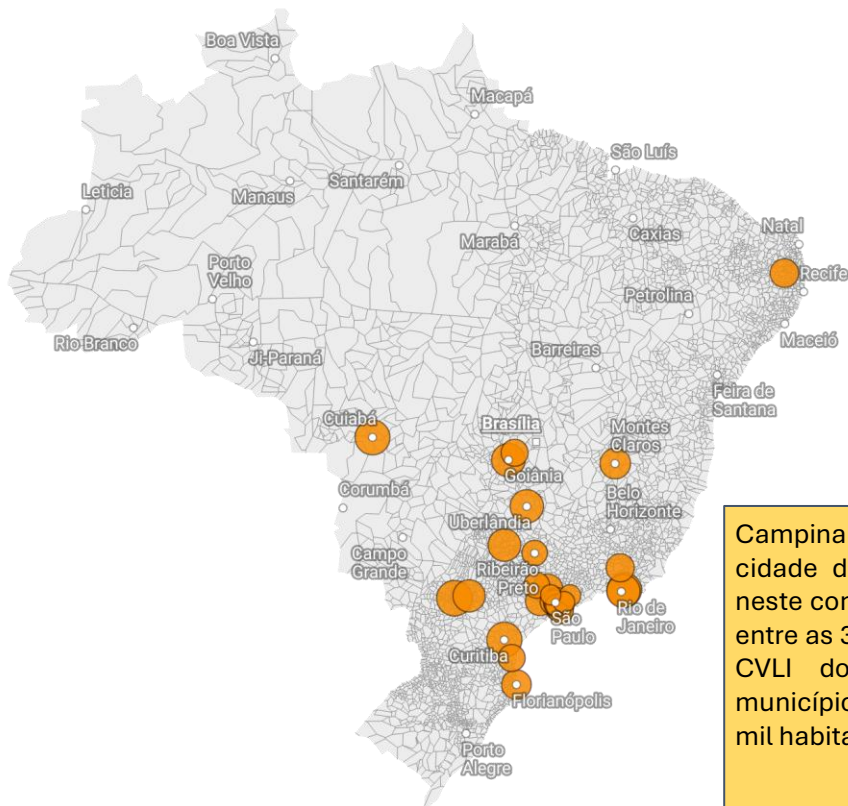 Boa Vista
Macapá
São Luís
Santarém
Manaus
Leticia
Caxias
Natal
Marabá
Porto
Velho
Recife
Petrolina
Rio Branco
Ji-Paraná
Maceió
Barreiras
Feira de
Santana
Cuiabá
Brasília
Montes
Claros
Goiânia
Corumbá
Belo
Horizonte
Uberlândia
Campo
Grande
Ribeirão
Preto
São
Paulo
Rio de
Janeiro
Curitiba
Florianópolis
Porto
Alegre
Campina
cidade d
neste con
entre as 3
CVLI do
município
mil habita